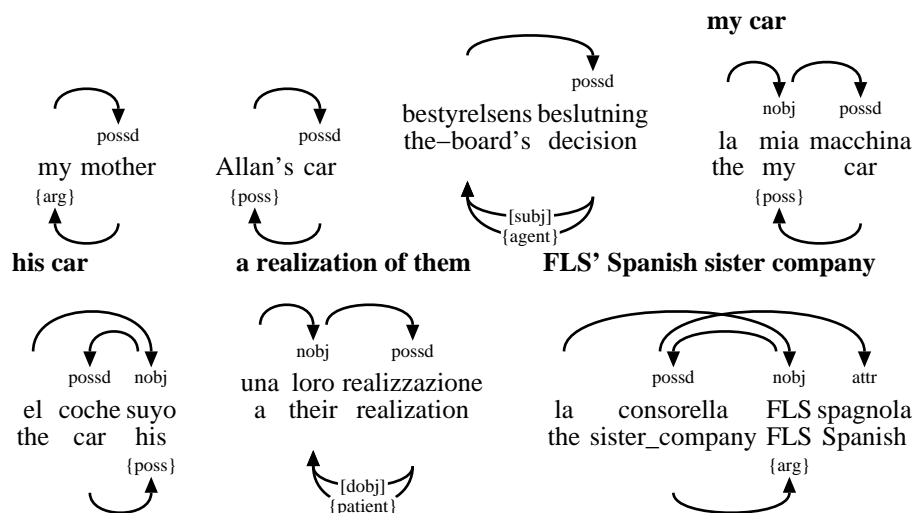 my car
possd
possd possd nobj possd
bestyrelsens beslutning
the−board's decision
la mia macchina
the my car
my mother
Allan's car
{arg} {poss} {poss}
[subj]
{agent}
his car a realization of them FLS' Spanish sister company
nobj possd
possd nobj possd nobj attr
una loro realizzazione
a their realization
el coche suyo
the car his
la consorella FLS spagnola
the sister_company FLS Spanish
{poss} {arg}
[dobj]
{patient}